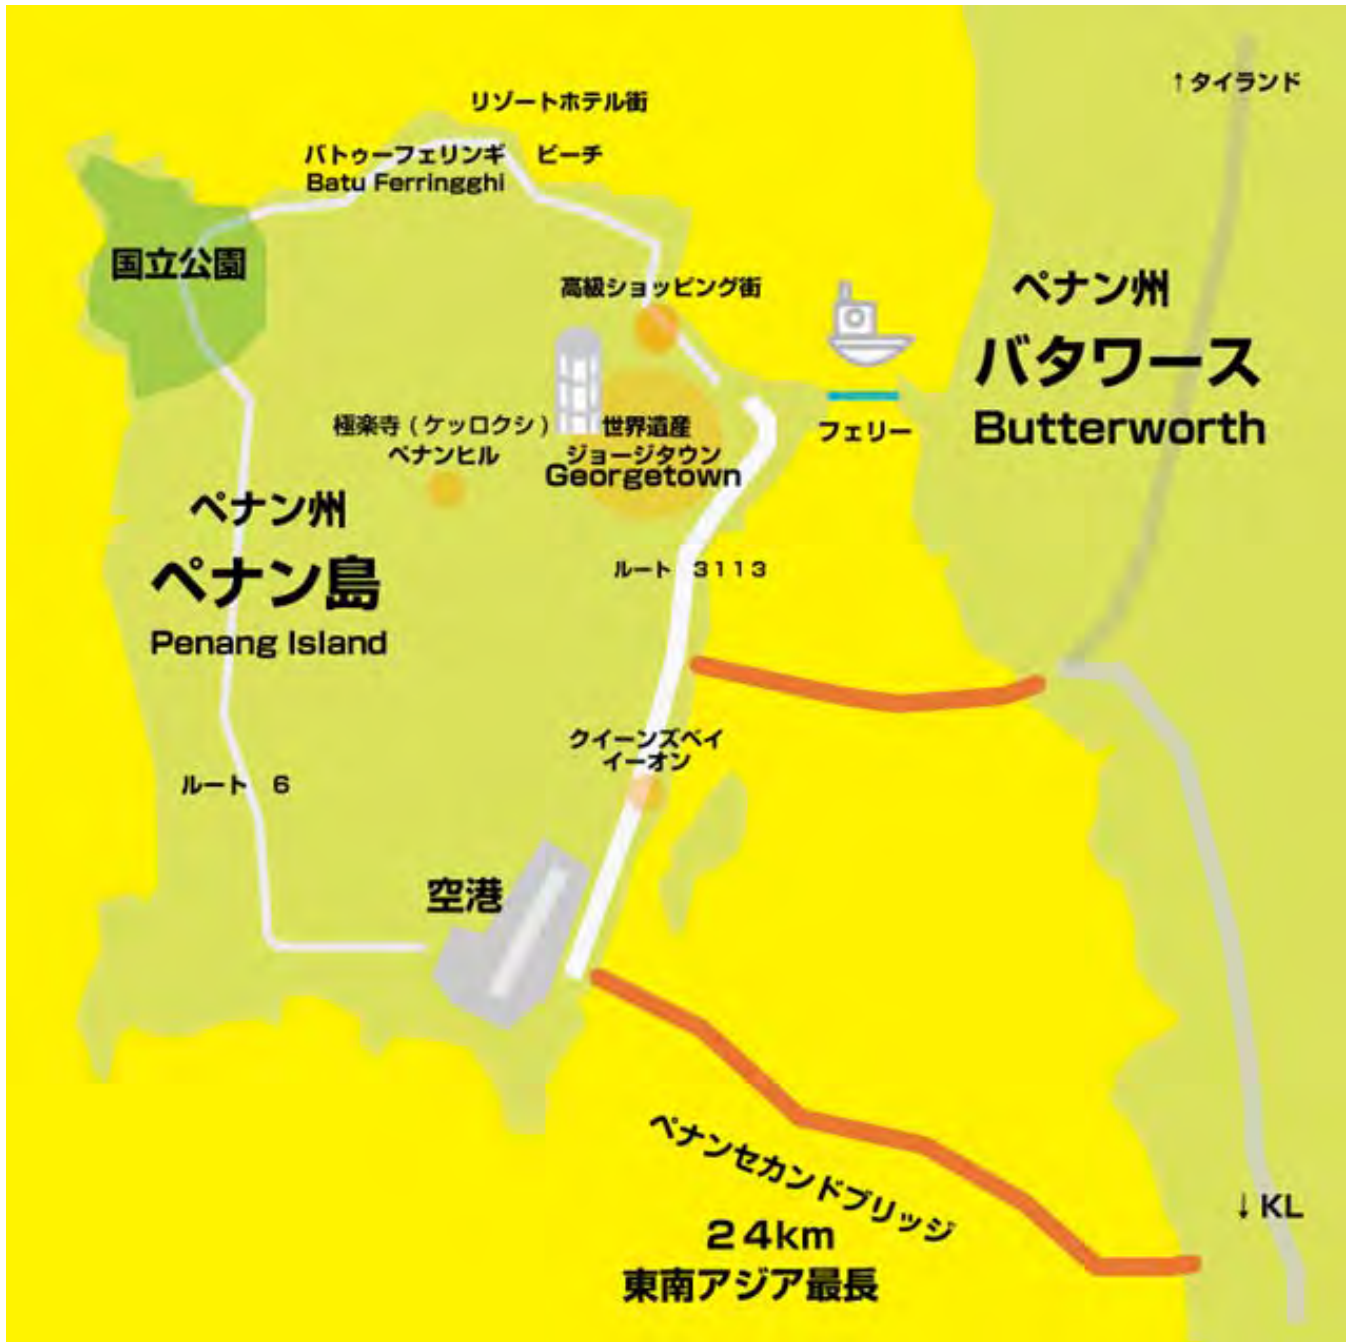 ↑タイランド
リゾートホテル街
バトゥーフェリンギ ビーチ
Batu Ferringghi
国立公園
高級ショッピング街
ペナン州
バタワース
Butterworth
フェリー
極楽寺（ケッロクシ）
ペナンヒル
世界遺産
ジョージタウン
Georgetown
ペナン州
ペナン島
Penang Island
ルート 3113
クイーンズベイ
イーオン
ルート 6
空港
ペナンセカンドブリッジ
24km
東南アジア最長
↓KL